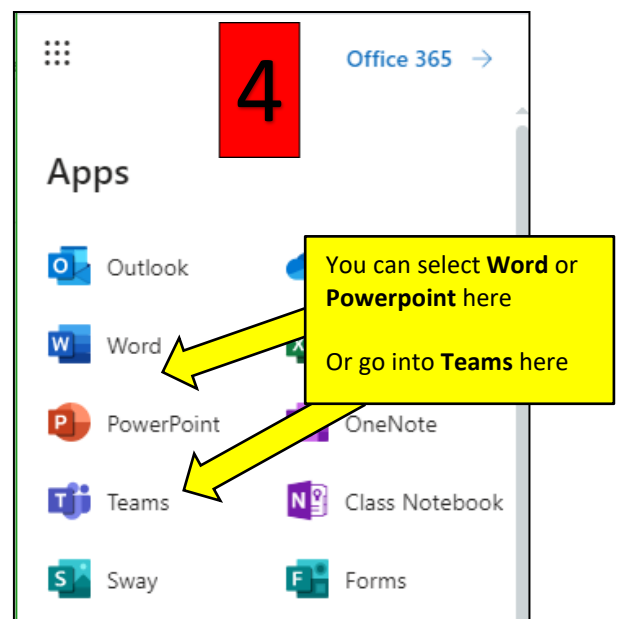 4
Office 365 →
Apps
Outlook
You can select Word or
Powerpoint here
Or go into Teams here
Word
PowerPoint
OneNote
Teams
Class Notebook
Sway
Forms